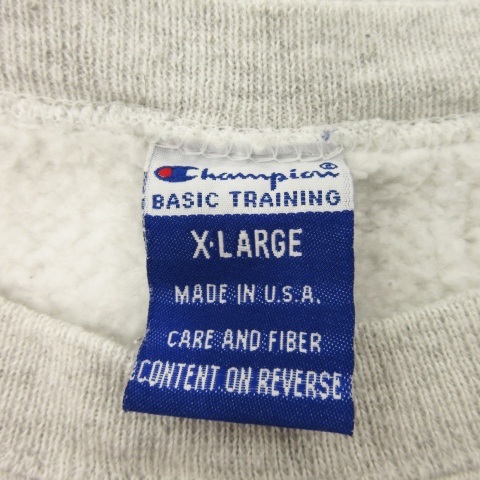 Champion®
BASIC TRAINING
X·LARGE
MADE IN U.S.A.
CARE AND FIBER
CONTENT ON REVERSE